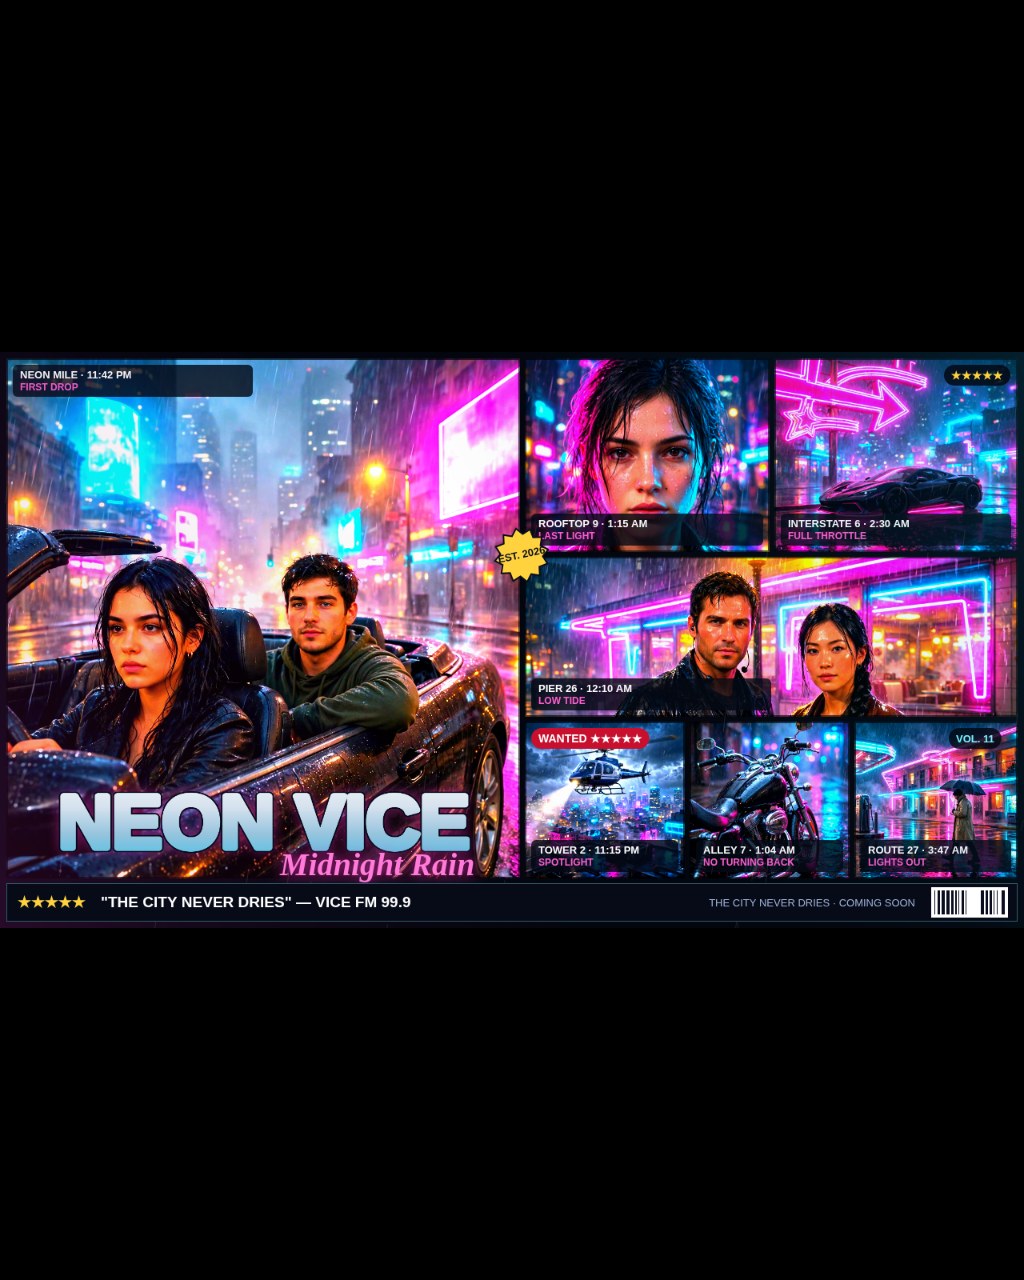 NEON MILE · 11:42 PM
FIRST DROP
ROOFTOP 9 · 1:15 AM
LAST LIGHT
★★★★★
INTERSTATE 6 · 2:30 AM
FULL THROTTLE
EST. 2026
PIER 26 · 12:10 AM
LOW TIDE
WANTED ★★★★★
TOWER 2 · 11:15 PM
SPOTLIGHT
ALLEY 7 · 1:04 AM
NO TURNING BACK
VOL. 11
ROUTE 27 · 3:47 AM
LIGHTS OUT
NEON VICE
Midnight Rain
★★★★★ "THE CITY NEVER DRIES" — VICE FM 99.9
THE CITY NEVER DRIES · COMING SOON